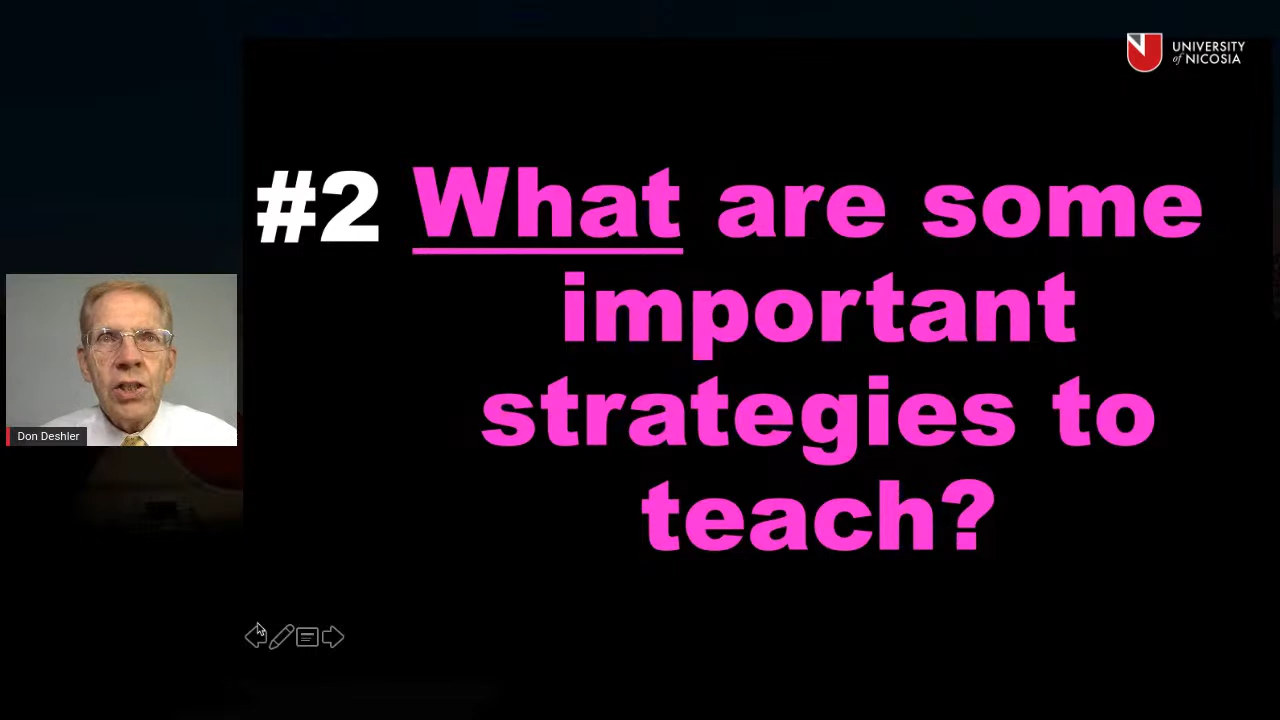 UNIVERSITY
of NICOSIA
#2 What are some
important
strategies to
teach?
Don Deshler